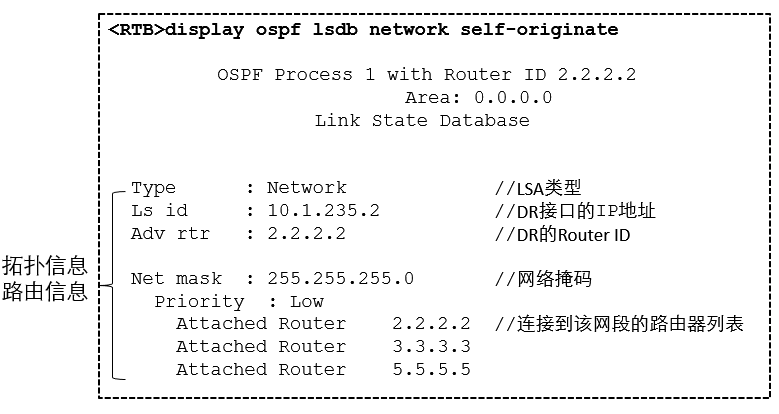 <RTB>display ospf lsdb network self-originate
OSPF Process 1 with Router ID 2.2.2.2
Area: 0.0.0.0
Link State Database
Type : Network //LSA类型
Ls id : 10.1.235.2 //DR接口的IP地址
Adv rtr : 2.2.2.2 //DR的Router ID
拓扑信息
路由信息
Net mask : 255.255.255.0 //网络掩码
Priority : Low
Attached Router 2.2.2.2 //连接到该网段的路由器列表
Attached Router 3.3.3.3
Attached Router 5.5.5.5